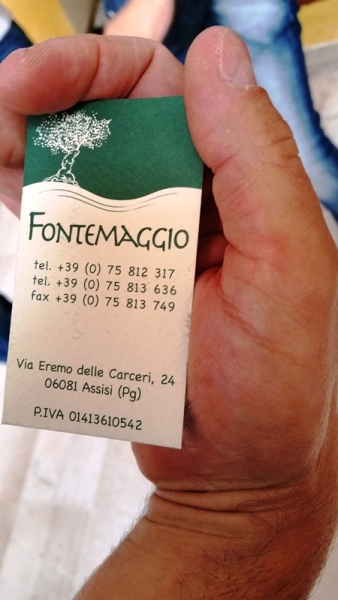 FONTEMAGGIO
tel. +39 (0) 75 812 317
tel. +39 (0) 75 813 636
fax +39 (0) 75 813 749
Via Eremo delle Carceri, 24
06081 Assisi (Pg)
P.IVA 01413610542